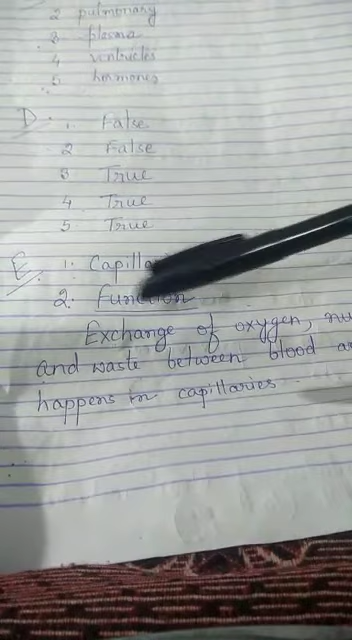 2 pulmonary
3 plasma
4 ventricles
5 hormones
D. 1. False
2 False
3 True
4 True
5 True
E. 1.
2. Function
Exchange of oxygen,
and waste between blood
happens in capillaries